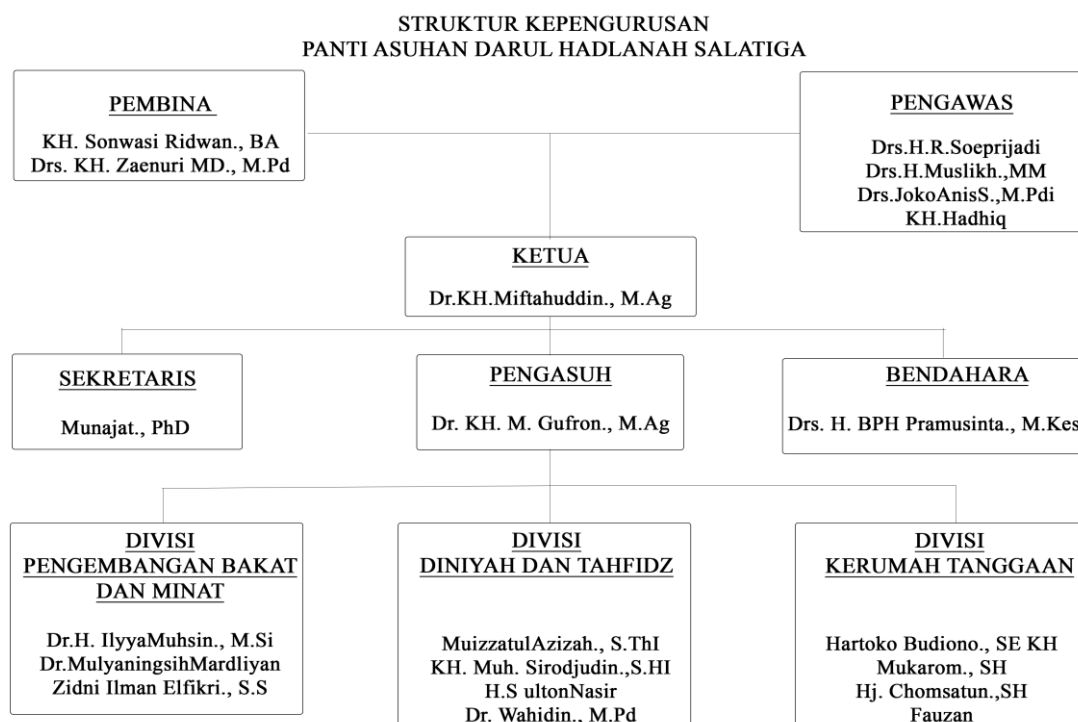 STRUKTUR KEPENGURUSAN
PANTI ASUHAN DARUL HADLANAH SALATIGA
PEMBINA
KH. Sonwasi Ridwan., BA
Drs. KH. Zaenuri MD., M.Pd
PENGAWAS
Drs.H.R.Soeprijadi
Drs.H.Muslikh.,MM
Drs.JokoAnisS.,M.Pdi
KH.Hadhiq
KETUA
Dr.KH.Miftahuddin., M.Ag
SEKRETARIS
Munajat., PhD
PENGASUH
Dr. KH. M. Gufron., M.Ag
BENDAHARA
Drs. H. BPH Pramusinta., M.Kes
DIVISI
PENGEMBANGAN BAKAT
DAN MINAT
Dr.H. IlyyaMuhsin., M.Si
Dr.MulyaningsihMardliyan
Zidni Ilman Elfikri., S.S
DIVISI
DINIYAH DAN TAHFIDZ
MuizzatulAzizah., S.ThI
KH. Muh. Sirodjudin.,S.HI
H.S ultonNasir
Dr. Wahidin., M.Pd
DIVISI
KERUMAH TANGGAAN
Hartoko Budiono., SE KH
Mukarom., SH
Hj. Chomsatun.,SH
Fauzan